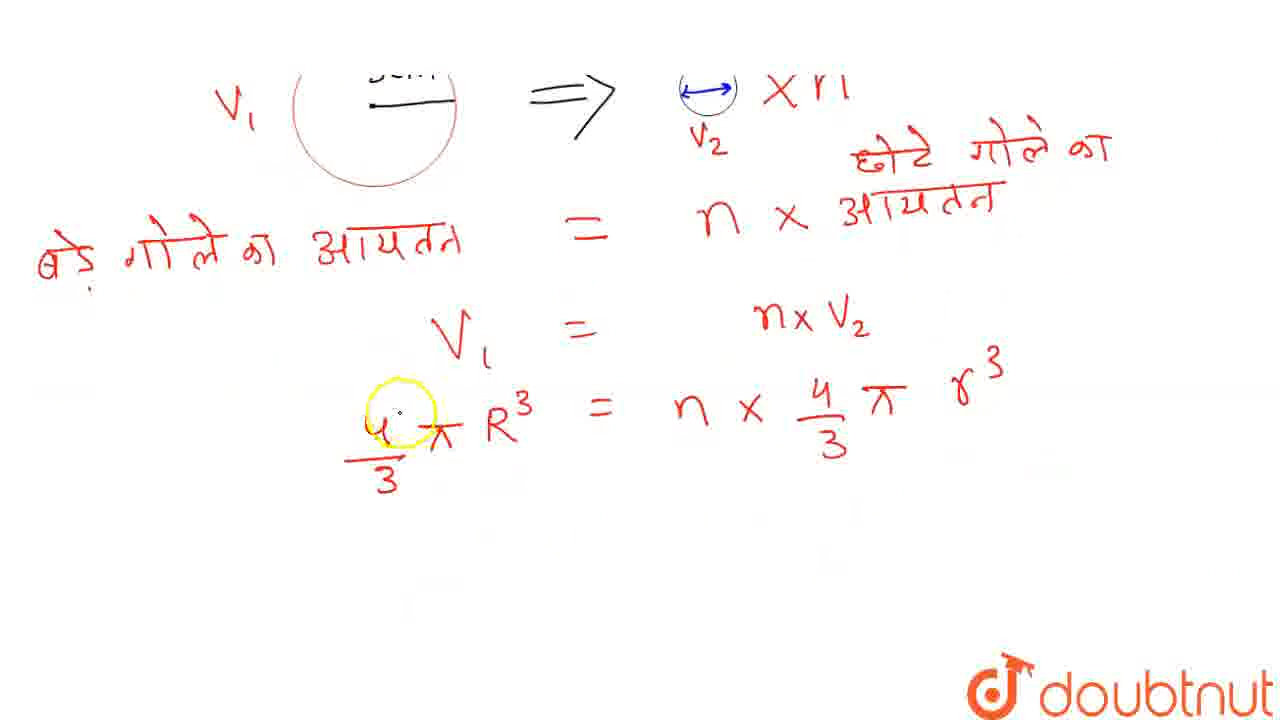 V₁ ⇒ V₂ × n
छोटे गोले का
बड़े गोले का आयतन = n × आयतन
V₁ = n × V₂
4/3 π R³ = n × 4/3 π r³
doubtnut